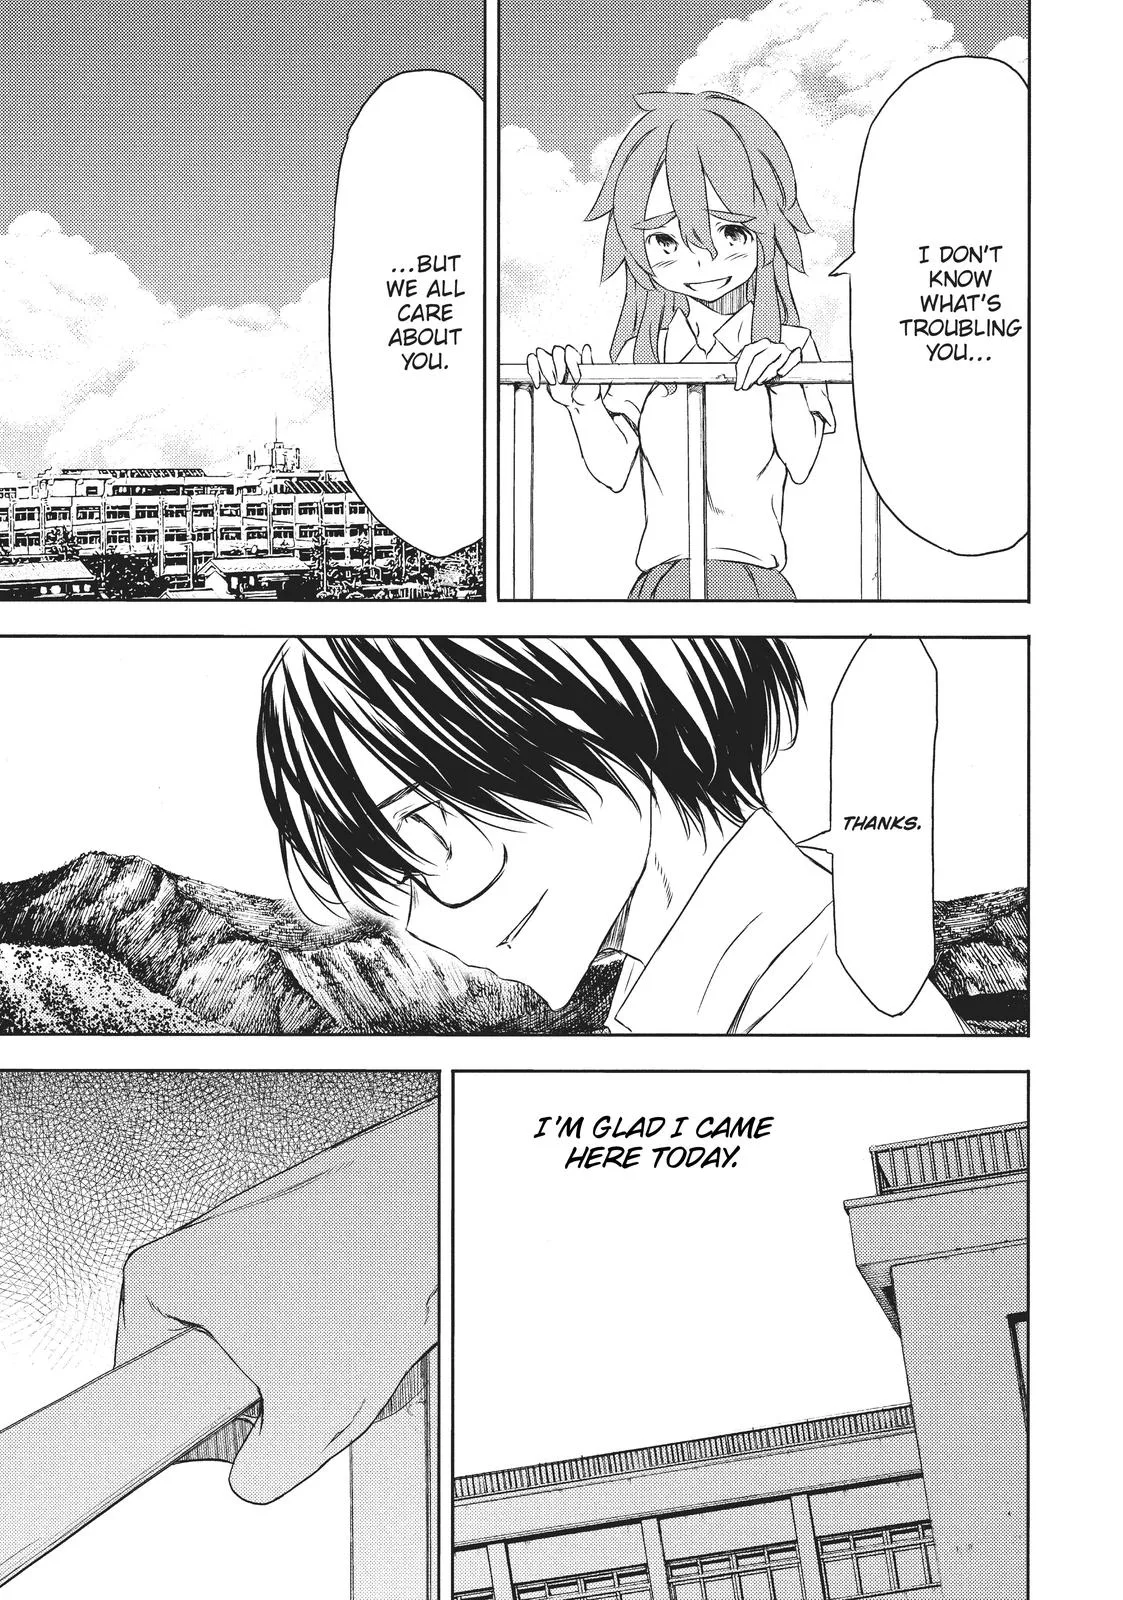 I DON'T
KNOW
WHAT'S
TROUBLING
YOU...
...BUT
WE ALL
CARE
ABOUT
YOU.
THANKS.
I'M GLAD I CAME
HERE TODAY.